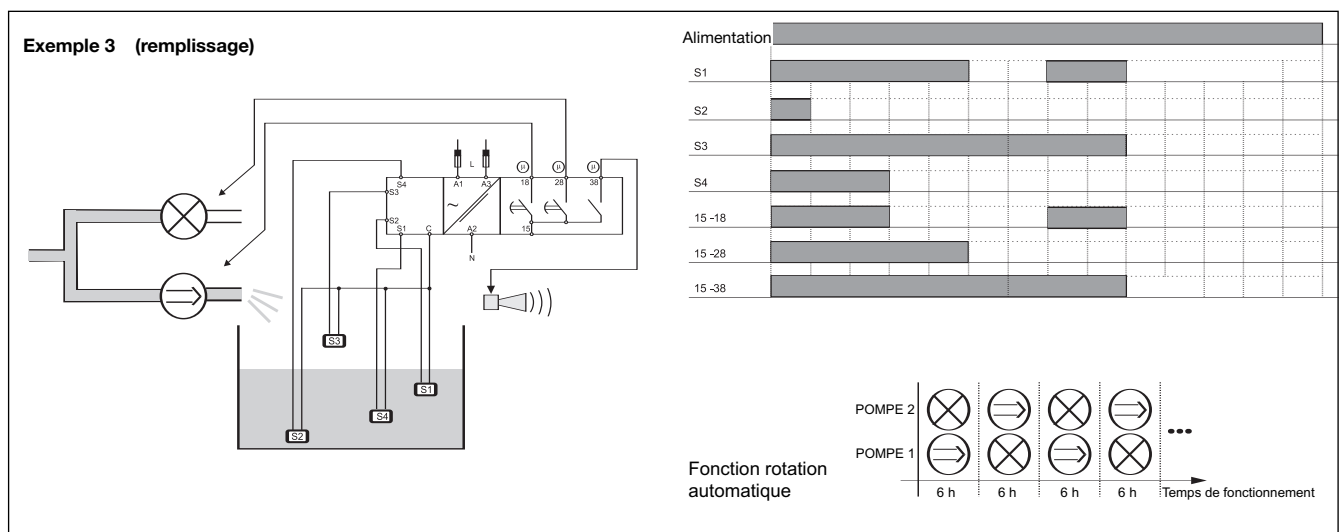 Exemple 3 (remplissage)
S4
S3
S2
S1
C
A1
L
A3
A2
N
µ
µ
µ
18
28
38
15
S3
S1
S4
S2
Alimentation
S1
S2
S3
S4
15 -18
15 -28
15 -38
POMPE 2
POMPE 1
Fonction rotation
automatique
6 h 6 h 6 h 6 h Temps de fonctionnement